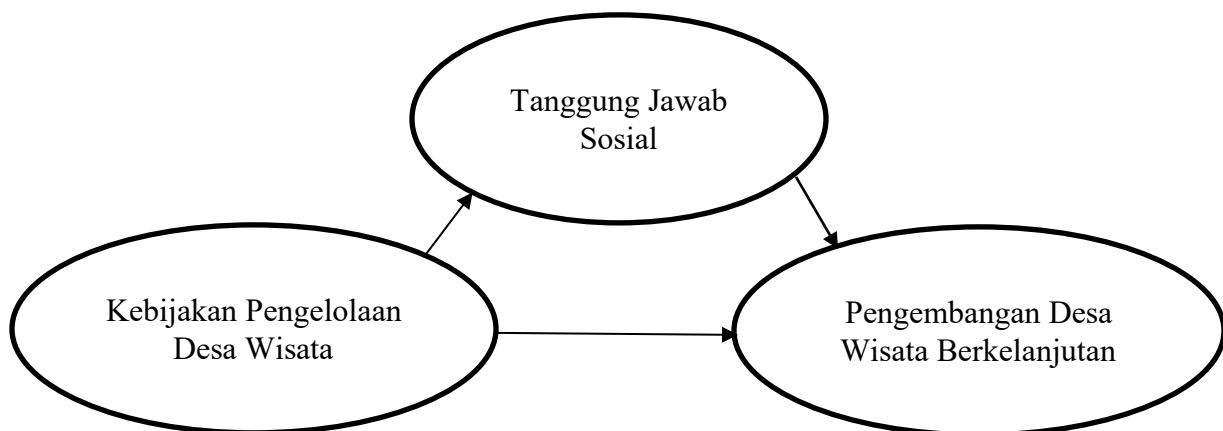 Tanggung Jawab
Sosial
Kebijakan Pengelolaan
Desa Wisata
Pengembangan Desa
Wisata Berkelanjutan